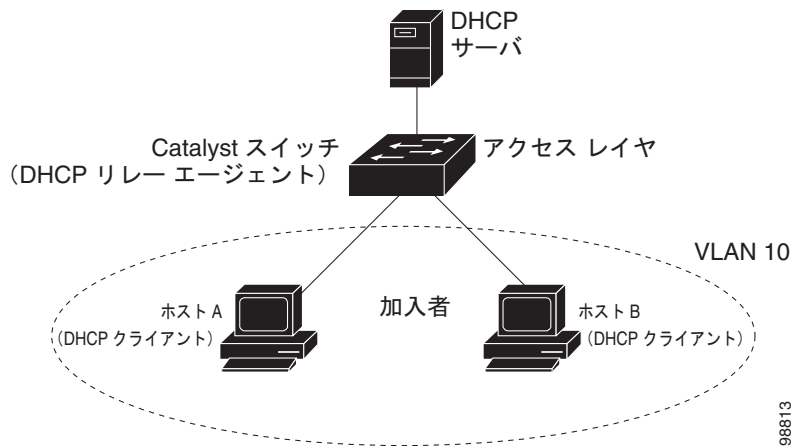 DHCP
サーバ
Catalyst スイッチ
（DHCP リレー エージェント）
アクセス レイヤ
VLAN 10
ホスト A
（DHCP クライアント）
加入者
ホスト B
（DHCP クライアント）
98813